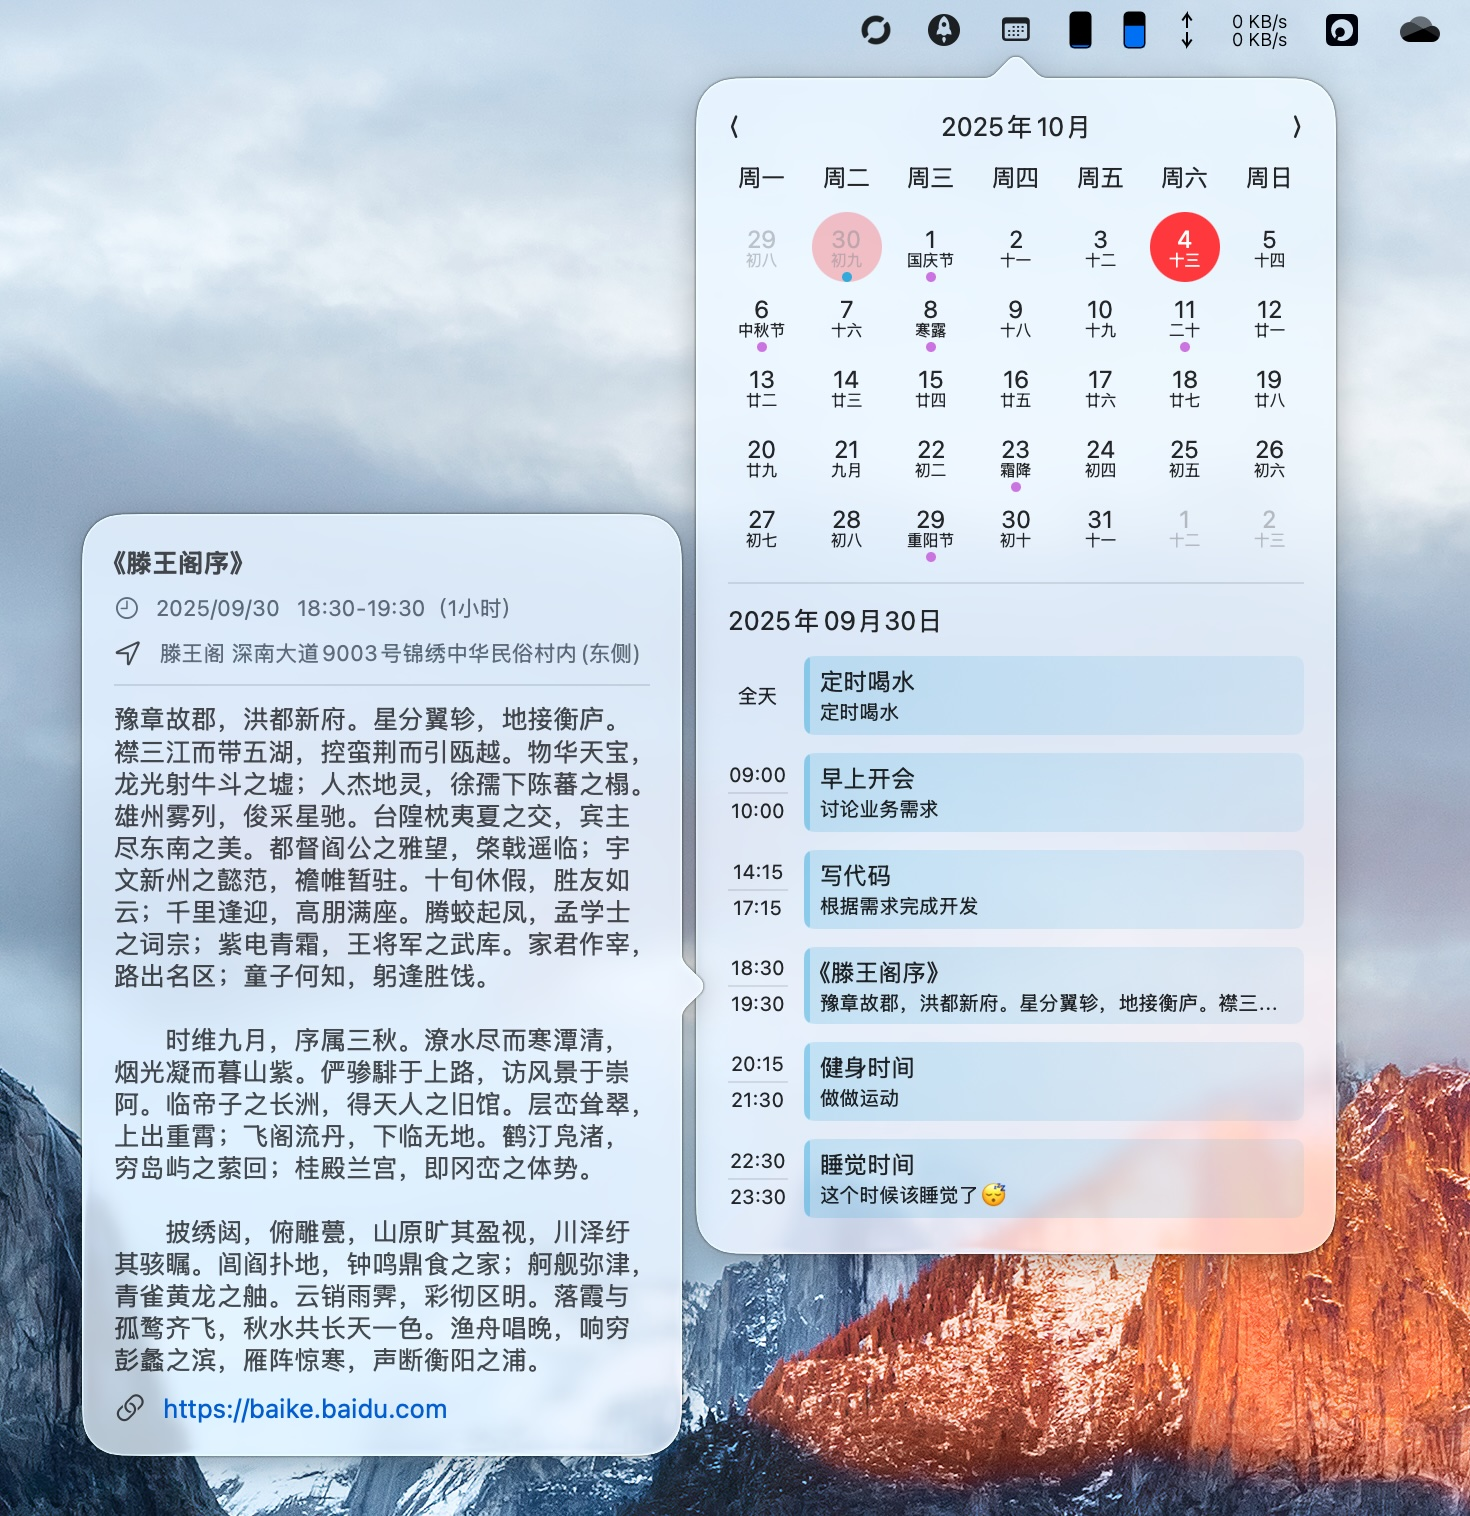 0 KB/s
0 KB/s
2025年10月
周一 周二 周三 周四 周五 周六 周日
29 30 1 2 3 4 5
初八 初九 国庆节 十一 十二 十三 十四
6 7 8 9 10 11 12
中秋节 十六 寒露 十八 十九 二十 廿一
13 14 15 16 17 18 19
廿二 廿三 廿四 廿五 廿六 廿七 廿八
20 21 22 23 24 25 26
廿九 九月 初二 霜降 初四 初五 初六
27 28 29 30 31 1 2
初七 初八 重阳节 初十 十一 十二 十三
2025年09月30日
全天
定时喝水
定时喝水
09:00
10:00
早上开会
讨论业务需求
14:15
17:15
写代码
根据需求完成开发
18:30
19:30
《滕王阁序》
豫章故郡，洪都新府。星分翼轸，地接衡庐。襟三...
20:15
21:30
健身时间
做做运动
22:30
23:30
睡觉时间
这个时候该睡觉了😴
《滕王阁序》
2025/09/30 18:30-19:30（1小时）
滕王阁 深南大道9003号锦绣中华民俗村内(东侧)
豫章故郡，洪都新府。星分翼轸，地接衡庐。
襟三江而带五湖，控蛮荆而引瓯越。物华天宝，
龙光射牛斗之墟；人杰地灵，徐孺下陈蕃之榻。
雄州雾列，俊采星驰。台隍枕夷夏之交，宾主
尽东南之美。都督阎公之雅望，棨戟遥临；宇
文新州之懿范，襜帷暂驻。十旬休假，胜友如
云；千里逢迎，高朋满座。腾蛟起凤，孟学士
之词宗；紫电青霜，王将军之武库。家君作宰，
路出名区；童子何知，躬逢胜饯。
时维九月，序属三秋。潦水尽而寒潭清，
烟光凝而暮山紫。俨骖騑于上路，访风景于崇
阿。临帝子之长洲，得天人之旧馆。层峦耸翠，
上出重霄；飞阁流丹，下临无地。鹤汀凫渚，
穷岛屿之萦回；桂殿兰宫，即冈峦之体势。
披绣闼，俯雕甍，山原旷其盈视，川泽纡
其骇瞩。闾阎扑地，钟鸣鼎食之家；舸舰弥津，
青雀黄龙之舳。云销雨霁，彩彻区明。落霞与
孤鹜齐飞，秋水共长天一色。渔舟唱晚，响穷
彭蠡之滨，雁阵惊寒，声断衡阳之浦。
https://baike.baidu.com